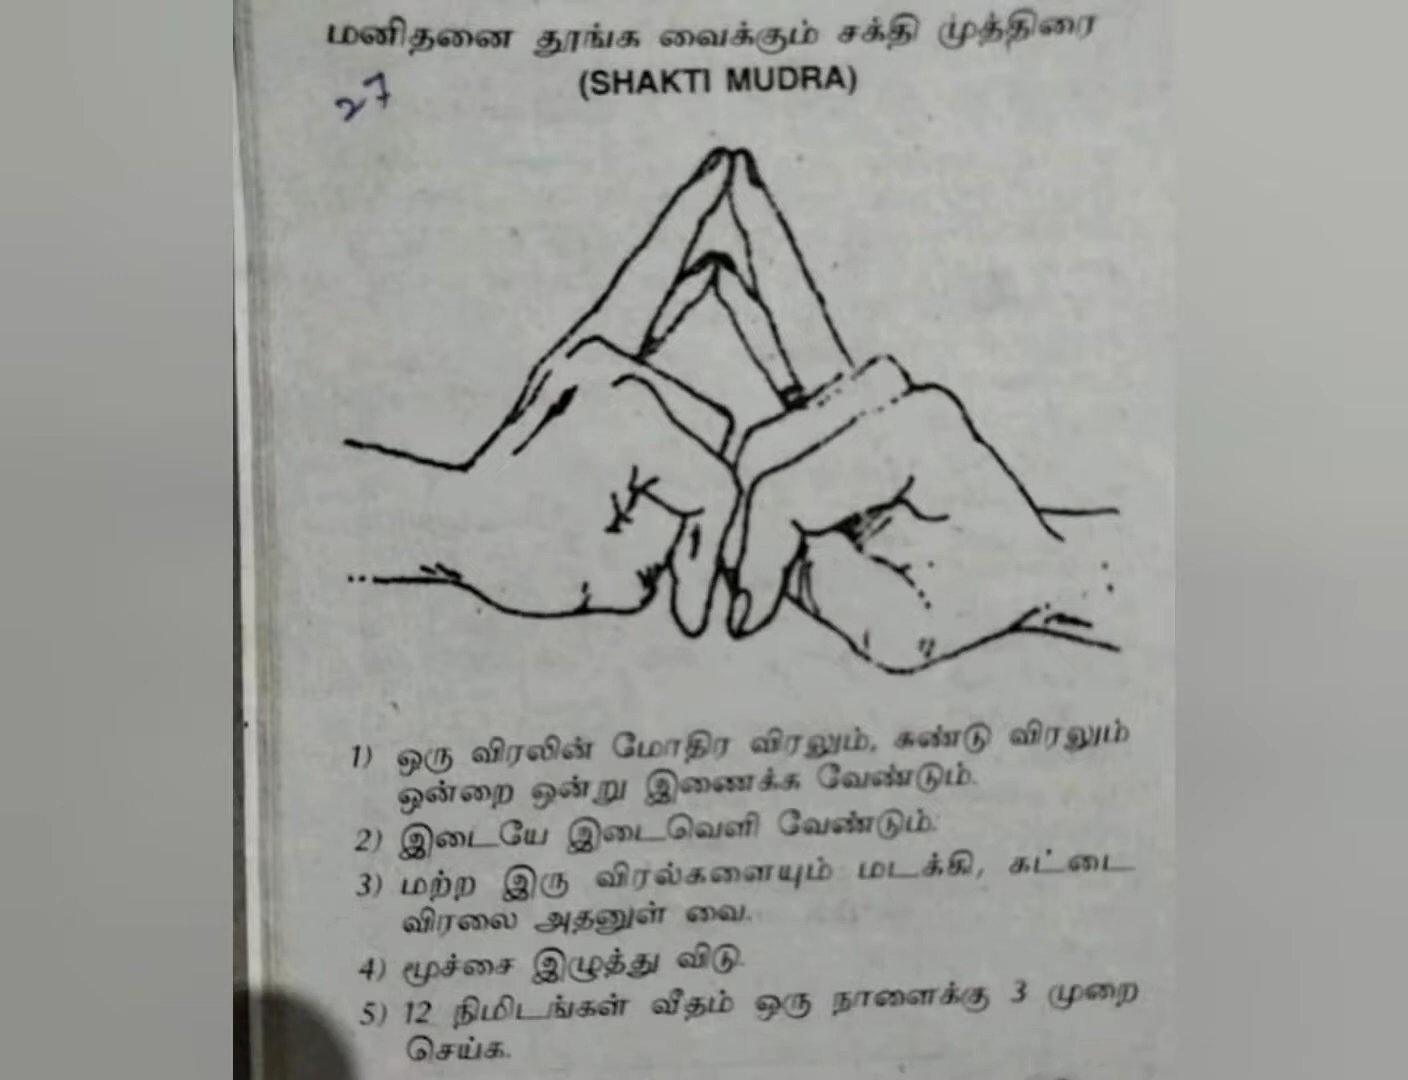 மனிதனை தூங்க வைக்கும் சக்தி முத்திரை
(SHAKTI MUDRA)
27
1) ஒரு விரலின் மோதிர விரலும், சுண்டு விரலும்
ஒன்றை ஒன்று இணைக்க வேண்டும்.
2) இடையே இடைவெளி வேண்டும்.
3) மற்ற இரு விரல்களையும் மடக்கி, கட்டை
விரலை அதனுள் வை.
4) மூச்சை இழுத்து விடு.
5) 12 நிமிடங்கள் வீதம் ஒரு நாளைக்கு 3 முறை
செய்க.